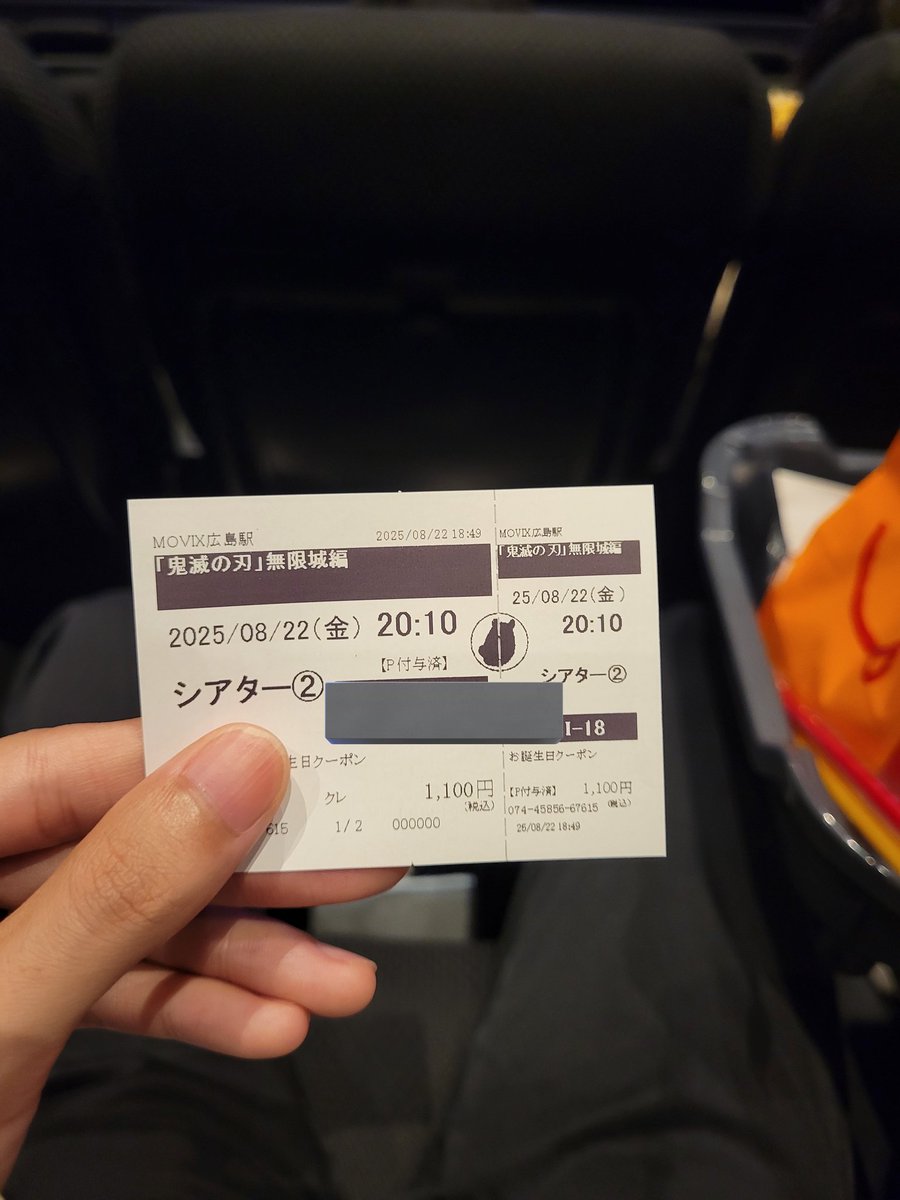 MOVIX広島駅 2025/08/22 18:49
「鬼滅の刃」無限城編
2025/08/22(金) 20:10
【P付与済】
シアター②
生日クーポン
クレ 1,100円
(税込)
615 1/2 000000
MOVIX広島駅
「鬼滅の刃」無限城編
25/08/22(金)
20:10
シアター②
I-18
お誕生日クーポン
【P付与済】 1,100円
074-45856-67615 (税込)
25/08/22 18:49